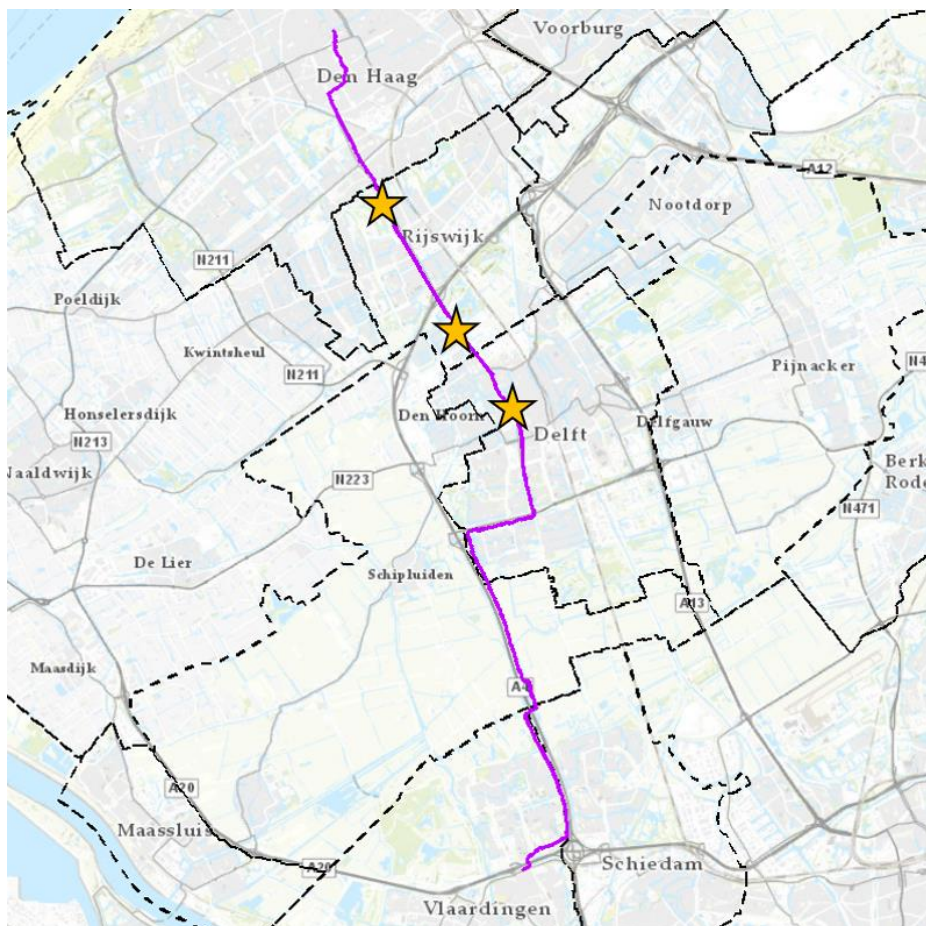 Voorburg
Den Haag
A12
Nootdorp
Rijswijk
N211
Poeldijk
Kwintsheul
N211
Pijnacker
Honselersdijk
Den Hoorn
Delfgauw
Delft
N213
Naaldwijk
N223
Berk
Rode
N471
De Lier
Schipluiden
A13
Maasdijk
A20
Maassluis
A20
Schiedam
Vlaardingen